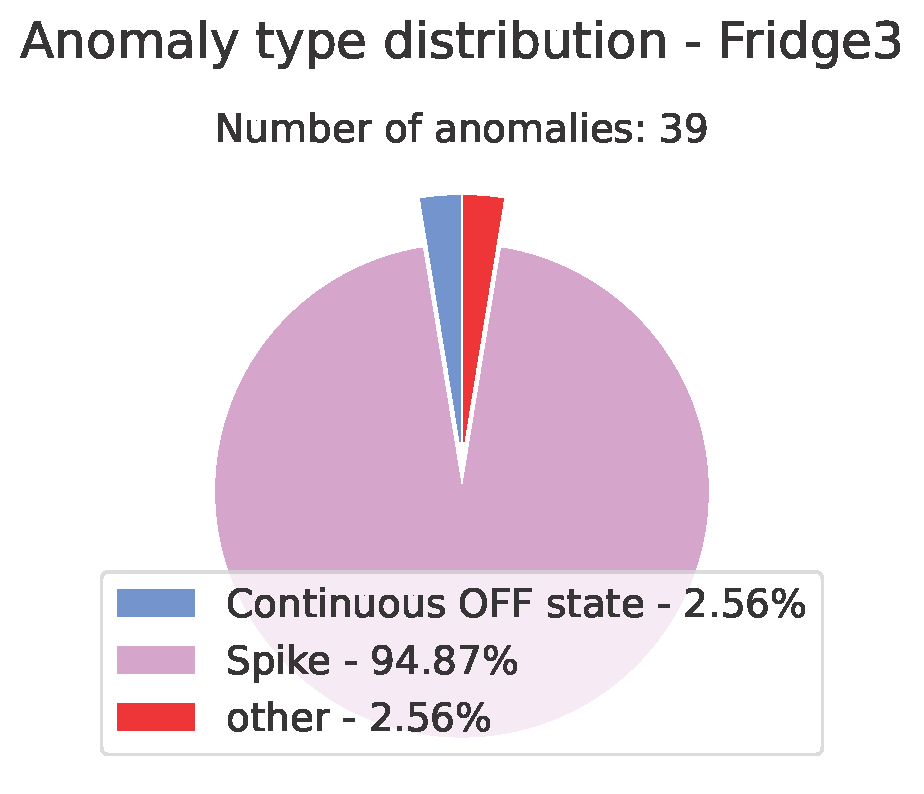 Anomaly type distribution - Fridge3
Number of anomalies: 39
Continuous OFF state - 2.56%
Spike - 94.87%
other - 2.56%